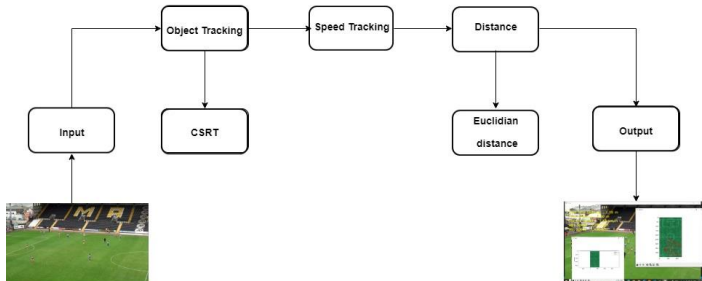 Object Tracking
Speed Tracking
Distance
Input
CSRT
Euclidian
distance
Output
M A